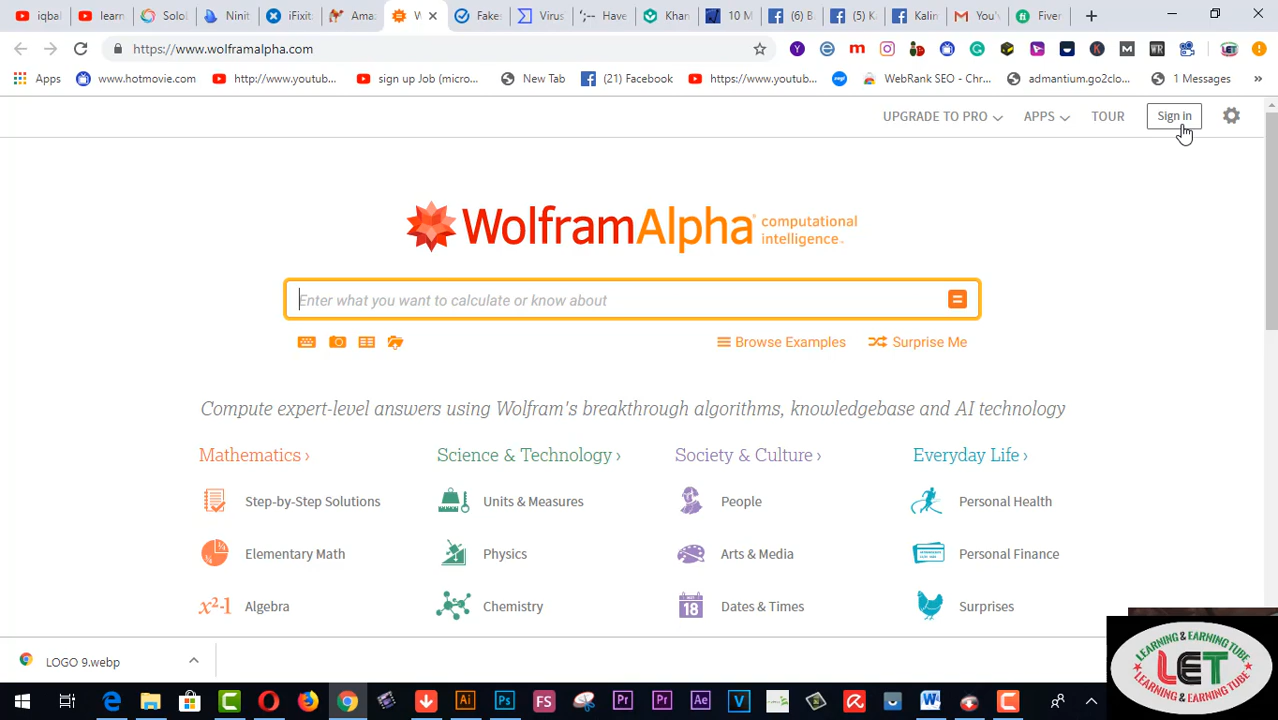 iqbal
learn
Solo
Ninit
iFixit
Ama
W
Fake
Virus
Have
Khan
10 M
(6) B
(5) K
Kalin
You'v
Fiver
https://www.wolframalpha.com
Apps
www.hotmovie.com
http://www.youtub...
sign up Job (micro...
New Tab
(21) Facebook
https://www.youtub...
WebRank SEO - Chr...
admantium.go2clo...
1 Messages
UPGRADE TO PRO
APPS
TOUR
Sign in
WolframAlpha computational intelligence.
Enter what you want to calculate or know about
Browse Examples
Surprise Me
Compute expert-level answers using Wolfram's breakthrough algorithms, knowledgebase and AI technology
Mathematics ›
Science & Technology ›
Society & Culture ›
Everyday Life ›
Step-by-Step Solutions
Units & Measures
People
Personal Health
Elementary Math
Physics
Arts & Media
Personal Finance
x²-1 Algebra
Chemistry
18 Dates & Times
Surprises
LOGO 9.webp
LEARNING & EARNING TUBE
LET
LEARNING & EARNING TUBE